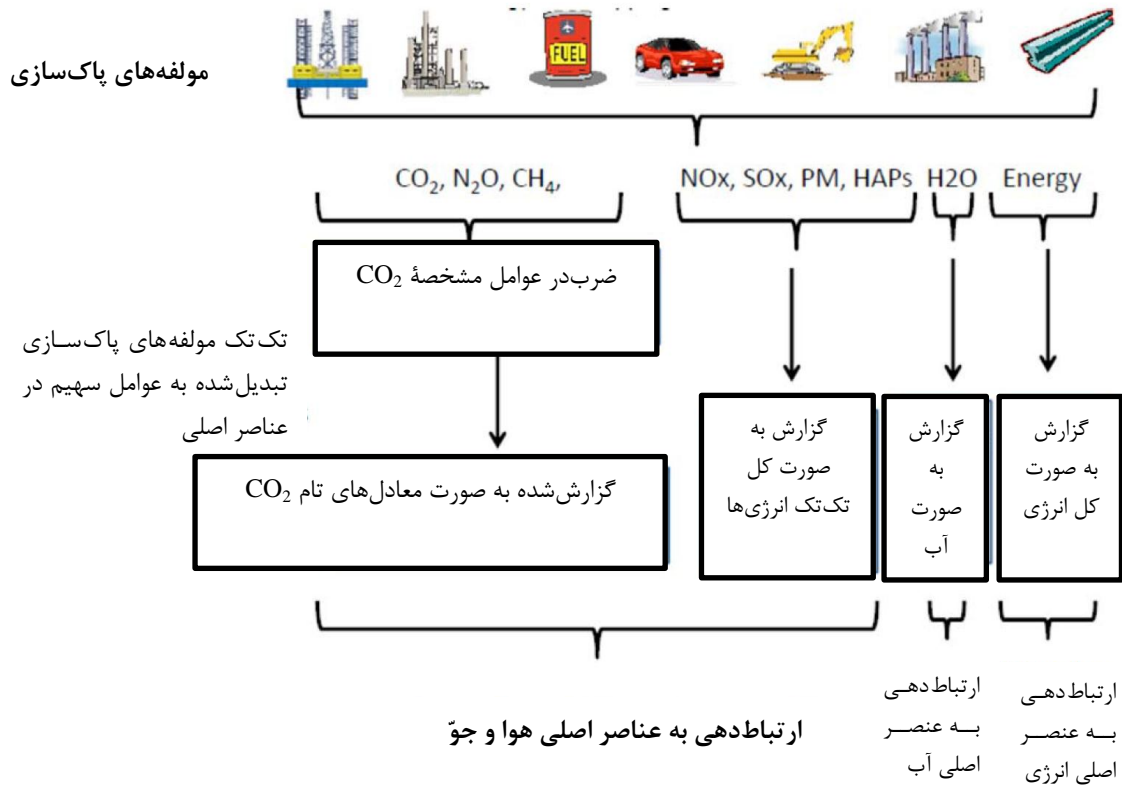 مولفه‌های پاک‌سازی
FUEL
CO₂, N₂O, CH₄,
NOx, SOx, PM, HAPs
H2O
Energy
ضرب‌در عوامل مشخصهٔ CO₂
تک‌تک مولفه‌های پاک‌سازی
تبدیل‌شده به عوامل سهیم در
عناصر اصلی
گزارش‌شده به صورت معادل‌های تام CO₂
گزارش به
صورت کل
تک‌تک انرژی‌ها
گزارش
به
صورت
آب
گزارش
به صورت
کل انرژی
ارتباط‌دهی به عناصر اصلی هوا و جوّ
ارتباط‌دهی
به عنصر
اصلی آب
ارتباط‌دهی
به عنصر
اصلی انرژی